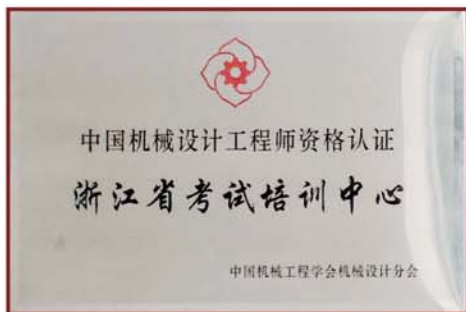 中国机械设计工程师资格认证
浙江省考试培训中心
中国机械工程学会机械设计分会